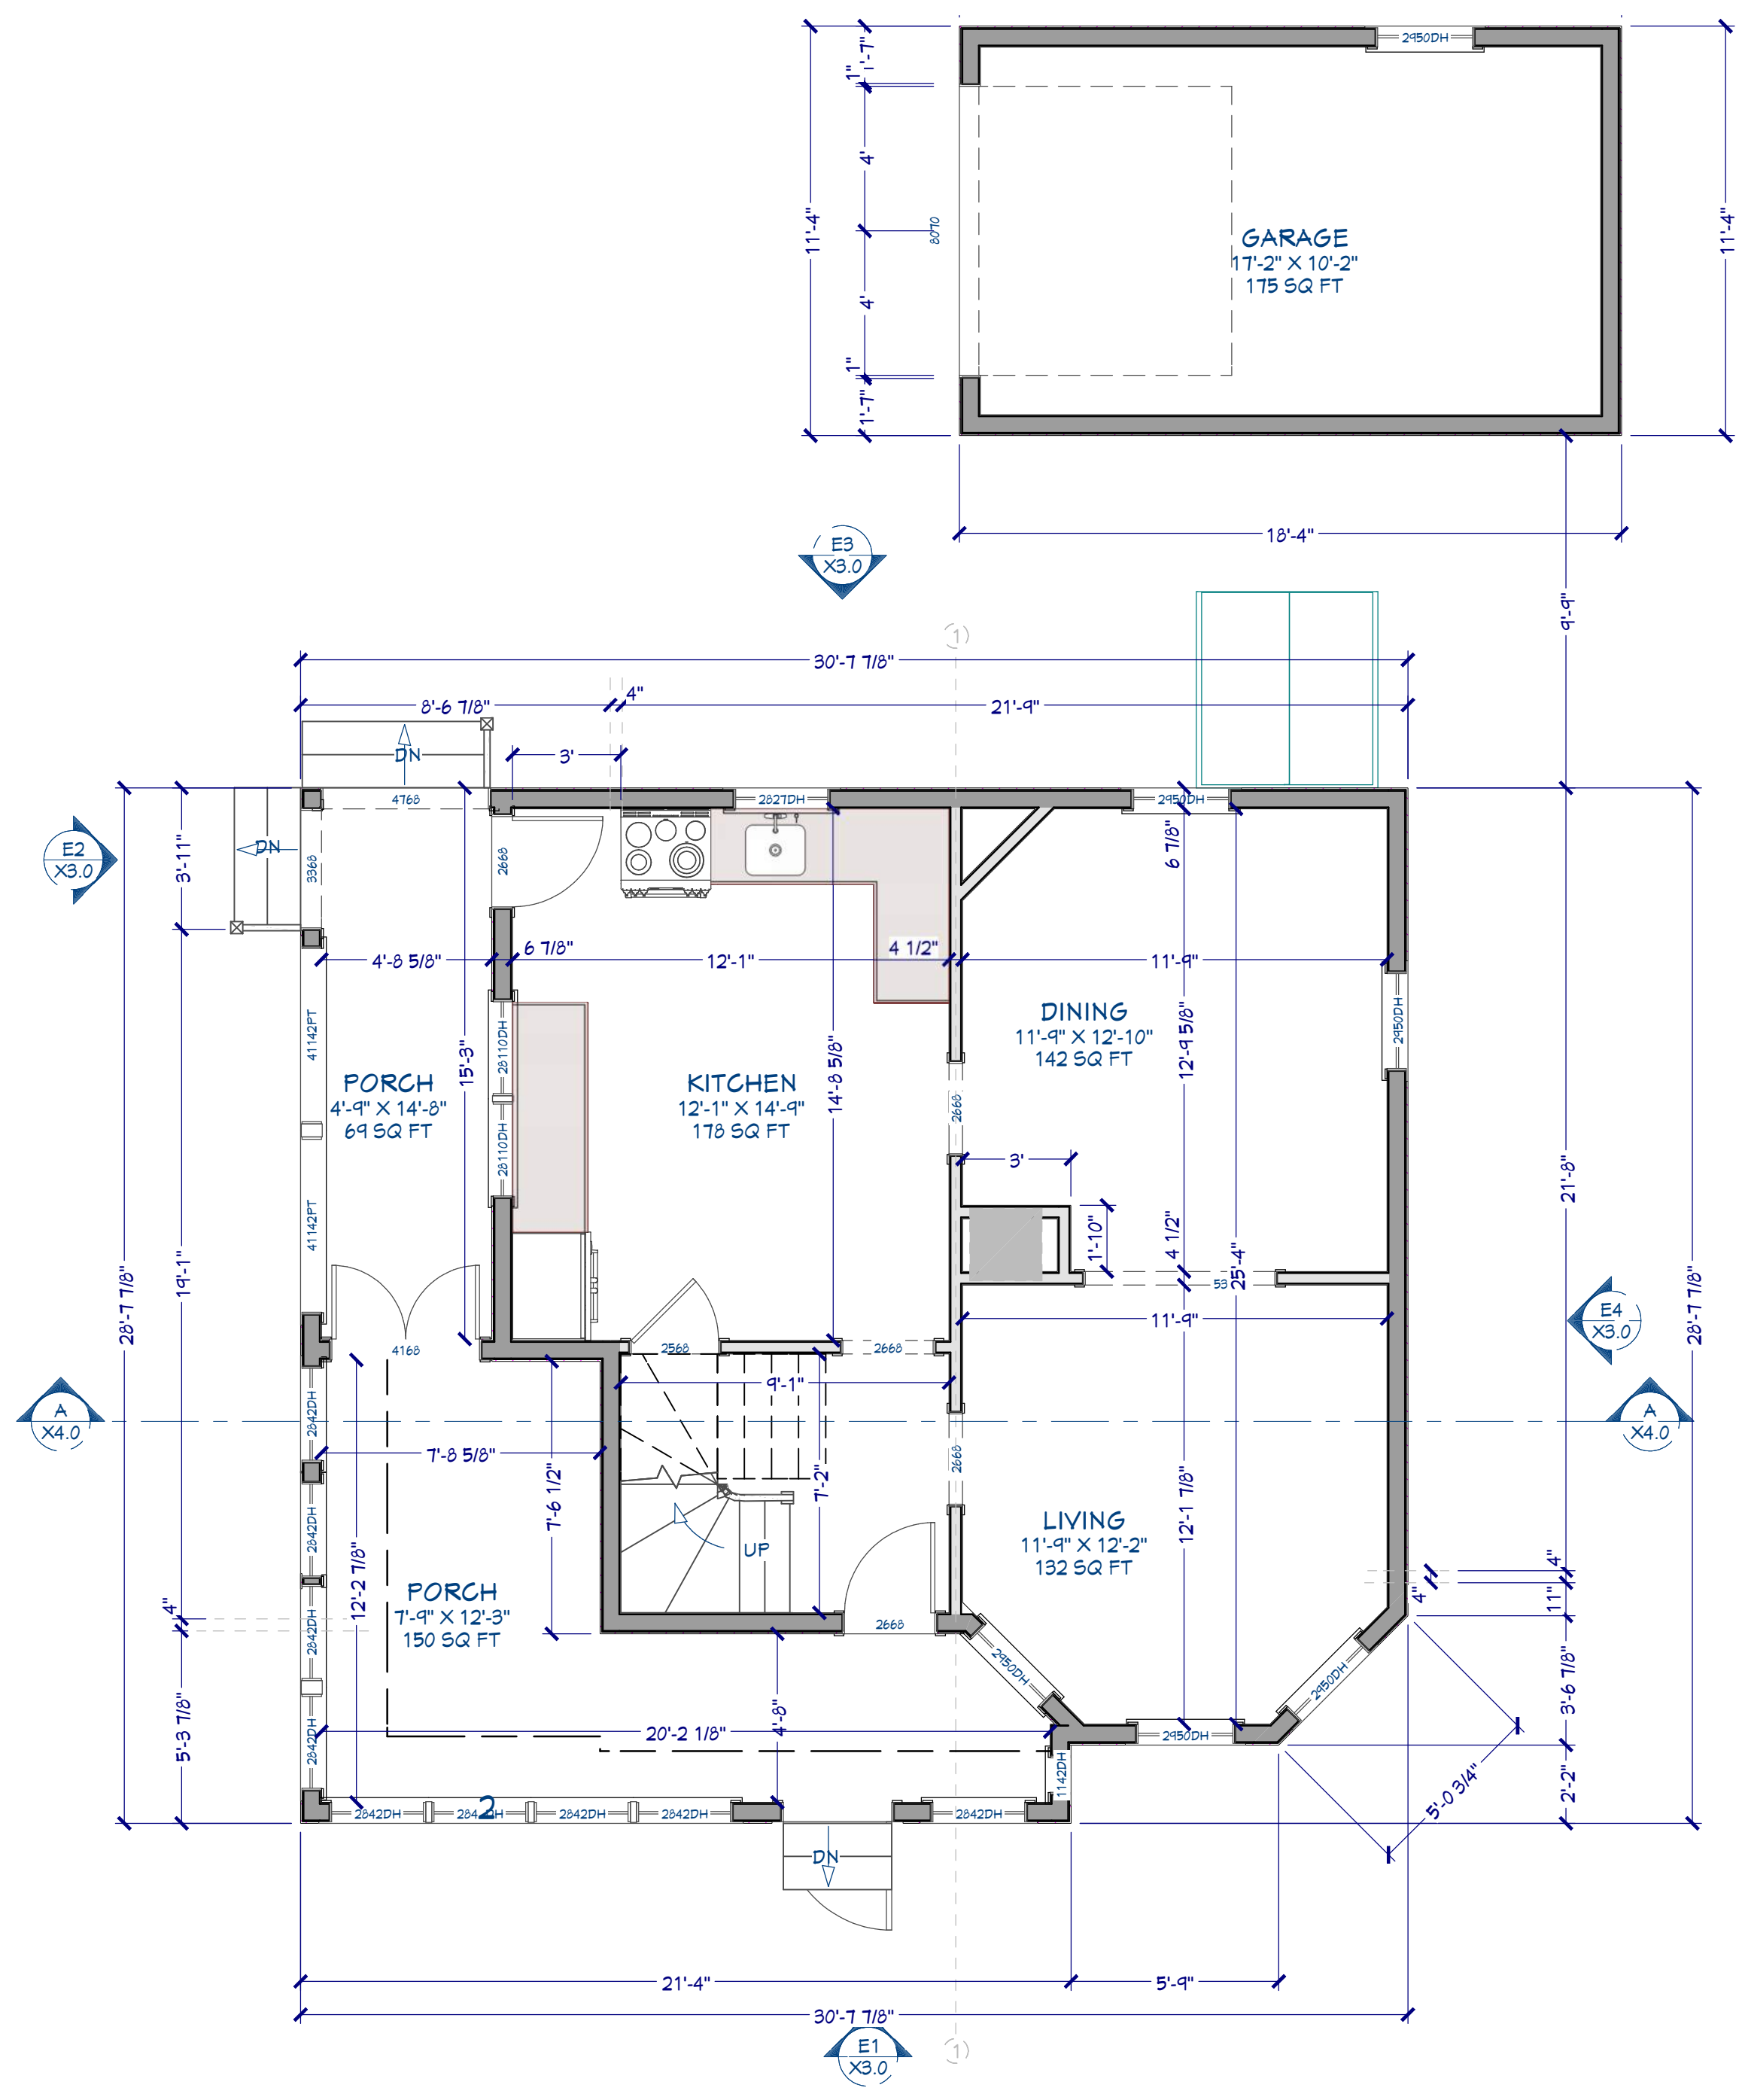 2950DH
1'-7"
1"
4'
11'-4"
8070
GARAGE
17'-2" X 10'-2"
175 SQ FT
11'-4"
4'
1"
1'-7"
18'-4"
E3
X3.0
9'-9"
1
30'-7 7/8"
8'-6 7/8"
4"
21'-9"
DN
3'
4768
2827DH
2950DH
E2
X3.0
DN
3368
2668
3'-11"
6 7/8"
4'-8 5/8"
6 7/8"
12'-1"
4 1/2"
11'-9"
41142PT
28110DH
15'-3"
14'-8 5/8"
DINING
11'-9" X 12'-10"
142 SQ FT
12'-9 5/8"
2950DH
PORCH
4'-9" X 14'-8"
69 SQ FT
KITCHEN
12'-1" X 14'-9"
178 SQ FT
2668
28110DH
3'
21'-8"
41142PT
1'-10"
4 1/2"
25'-4"
53
19'-1"
28'-7 7/8"
28'-7 7/8"
E4
X3.0
11'-9"
4168
2568
2668
9'-1"
A
X4.0
A
X4.0
2842DH
7'-8 5/8"
7'-6 1/2"
7'-2"
2668
12'-1 7/8"
2842DH
UP
LIVING
11'-9" X 12'-2"
132 SQ FT
12'-2 7/8"
PORCH
7'-9" X 12'-3"
150 SQ FT
4"
4"
4"
11"
2842DH
2668
2950DH
2950DH
5'-3 7/8"
3'-6 7/8"
2842DH
20'-2 1/8"
4'-8"
2950DH
1142DH
5'-0 3/4"
2'-2"
2842DH
2842DH
2
2842DH
2842DH
2842DH
DN
21'-4"
5'-9"
30'-7 7/8"
E1
X3.0
1